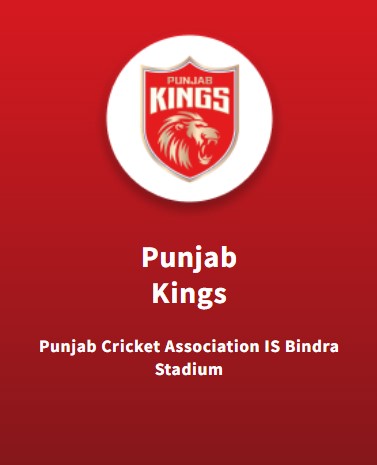 PUNJAB
KINGS
Punjab
Kings
Punjab Cricket Association IS Bindra
Stadium